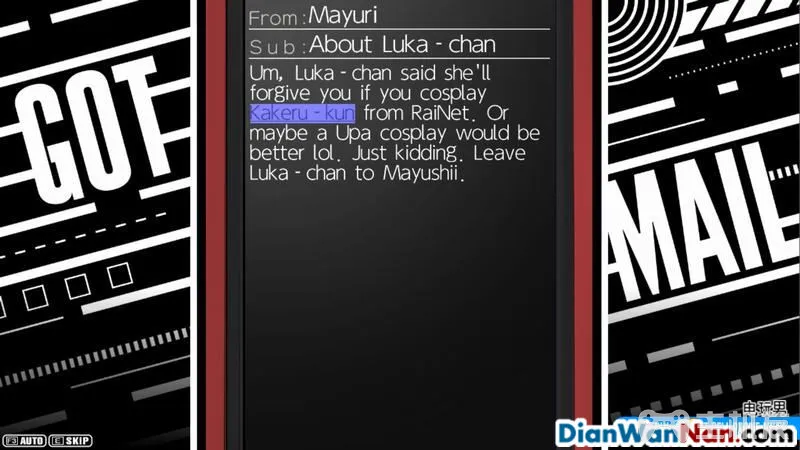 From:Mayuri
Sub:About Luka-chan
Um, Luka-chan said she'll
forgive you if you cosplay
Kakeru-kun from RaiNet. Or
maybe a Upa cosplay would be
better lol. Just kidding. Leave
Luka-chan to Mayushii.
GOT
MAIL
F3 AUTO C SKIP
电玩男
DianWanNan.com